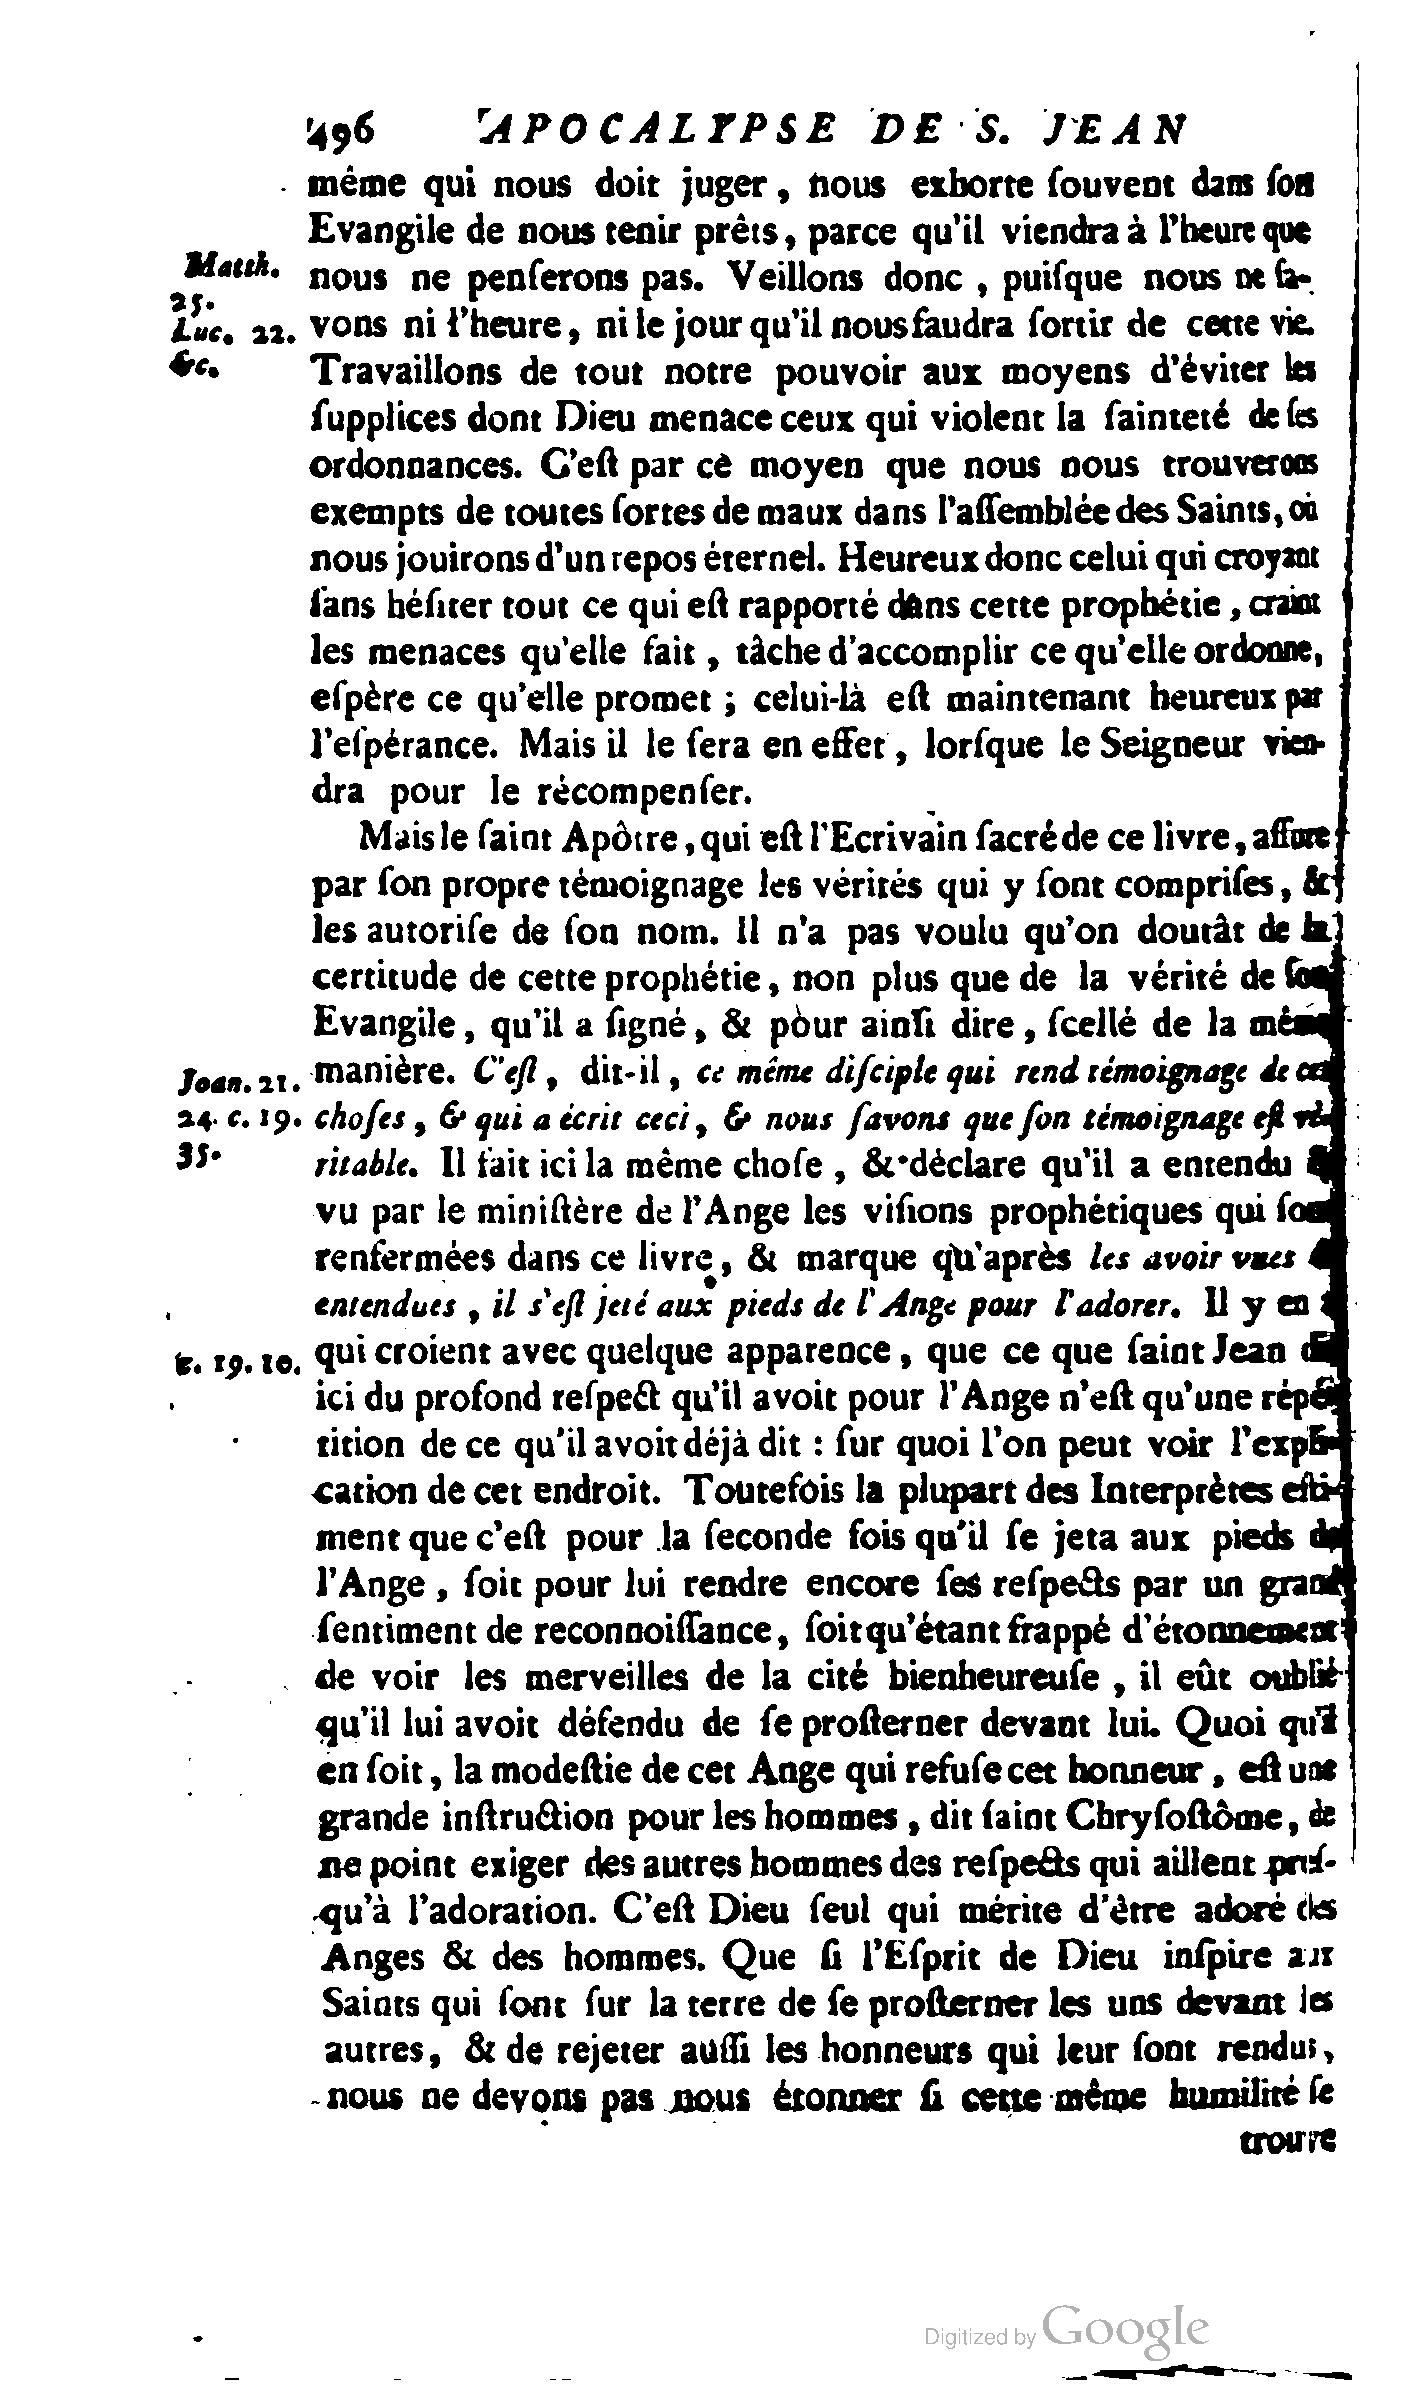 496 APOCALYPSE DE S. JEAN
même qui nous doit juger, nous exhorte ſouvent dans ſon
Evangile de nous tenir prêts, parce qu'il viendra à l'heure que
Matth. 25. Luc. 22. &c.
nous ne penſerons pas. Veillons donc, puiſque nous ne ſa-
vons ni l'heure, ni le jour qu'il nous faudra ſortir de cette vie.
Travaillons de tout notre pouvoir aux moyens d'éviter les
ſupplices dont Dieu menace ceux qui violent la ſainteté de ſes
ordonnances. C'eſt par ce moyen que nous nous trouverons
exempts de toutes ſortes de maux dans l'aſſemblée des Saints, où
nous jouirons d'un repos éternel. Heureux donc celui qui croyant
ſans héſiter tout ce qui eſt rapporté dans cette prophétie, craint
les menaces qu'elle fait, tâche d'accomplir ce qu'elle ordonne,
eſpère ce qu'elle promet ; celui-là eſt maintenant heureux par
l'eſpérance. Mais il le ſera en effet, lorſque le Seigneur vien-
dra pour le récompenſer.
Mais le ſaint Apôtre, qui eſt l'Ecrivain ſacré de ce livre, aſſure
par ſon propre témoignage les vérités qui y ſont compriſes, &
les autoriſe de ſon nom. Il n'a pas voulu qu'on doutât de la
certitude de cette prophétie, non plus que de la vérité de ſon
Evangile, qu'il a ſigné, & pour ainſi dire, ſcellé de la même
Joan. 21. 24. c. 19. 35.
manière. C'eſt, dit-il, ce même diſciple qui rend témoignage de ces
choſes, & qui a écrit ceci, & nous ſavons que ſon témoignage eſt vé-
ritable. Il fait ici la même choſe, & déclare qu'il a entendu &
vu par le miniſtère de l'Ange les viſions prophétiques qui ſont
renfermées dans ce livre, & marque qu'après les avoir vues &
entendues, il s'eſt jeté aux pieds de l'Ange pour l'adorer. Il y en a
c. 19. 10.
qui croient avec quelque apparence, que ce que ſaint Jean dit
ici du profond reſpect qu'il avoit pour l'Ange n'eſt qu'une répé-
tition de ce qu'il avoit déjà dit : ſur quoi l'on peut voir l'expli-
cation de cet endroit. Toutefois la plupart des Interprètes eſti-
ment que c'eſt pour la ſeconde fois qu'il ſe jeta aux pieds de
l'Ange, ſoit pour lui rendre encore ſes reſpects par un grand
ſentiment de reconnoiſſance, ſoit qu'étant frappé d'étonnement
de voir les merveilles de la cité bienheureuſe, il eût oublié
qu'il lui avoit défendu de ſe proſterner devant lui. Quoi qu'il
en ſoit, la modeſtie de cet Ange qui refuſe cet honneur, eſt une
grande inſtruction pour les hommes, dit ſaint Chryſoſtôme, de
ne point exiger des autres hommes des reſpects qui aillent juſ-
qu'à l'adoration. C'eſt Dieu ſeul qui mérite d'être adoré des
Anges & des hommes. Que ſi l'Eſprit de Dieu inſpire aux
Saints qui ſont ſur la terre de ſe proſterner les uns devant les
autres, & de rejeter auſſi les honneurs qui leur ſont rendus,
nous ne devons pas nous étonner ſi cette même humilité ſe
trouve
Digitized by Google